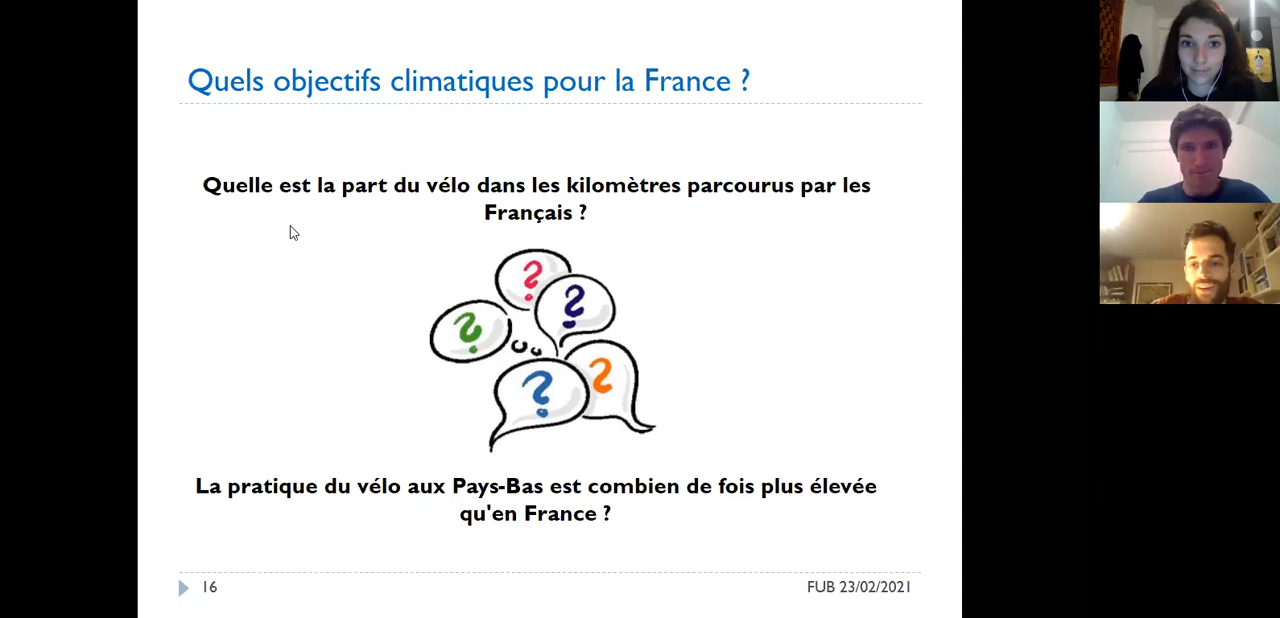 Quels objectifs climatiques pour la France ?
Quelle est la part du vélo dans les kilomètres parcourus par les
Français ?
? ? ? ? ?
La pratique du vélo aux Pays-Bas est combien de fois plus élevée
qu'en France ?
16
FUB 23/02/2021